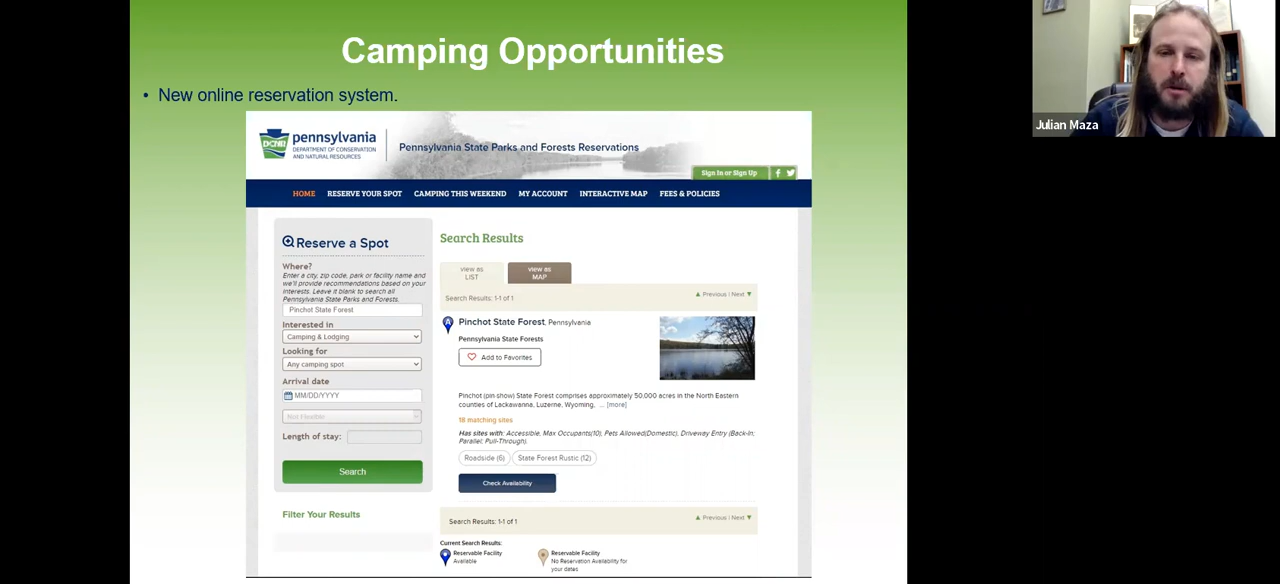 Camping Opportunities
• New online reservation system.
pennsylvania
DCNR
DEPARTMENT OF CONSERVATION
AND NATURAL RESOURCES
Pennsylvania State Parks and Forests Reservations
Sign In or Sign Up
HOME RESERVE YOUR SPOT CAMPING THIS WEEKEND MY ACCOUNT INTERACTIVE MAP FEES & POLICIES
Reserve a Spot
Where?
Enter a city, zip code, park or facility name and
we'll provide recommendations based on your
interests. Leave it blank to search all
Pennsylvania State Parks and Forests.
Pinchot State Forest
Interested in
Camping & Lodging
Looking for
Any camping spot
Arrival date
MM/DD/YYYY
Not Flexible
Length of stay:
Search
Filter Your Results
Search Results
view as
LIST
view as
MAP
Search Results: 1-1 of 1
▲ Previous | Next ▼
A
Pinchot State Forest, Pennsylvania
Pennsylvania State Forests
Add to Favorites
Pinchot (pin·show) State Forest comprises approximately 50,000 acres in the North Eastern
counties of Lackawanna, Luzerne, Wyoming, ... [more]
18 matching sites
Has sites with: Accessible, Max Occupants(10), Pets Allowed(Domestic), Driveway Entry (Back-In;
Parallel; Pull-Through).
Roadside (6) State Forest Rustic (12)
Check Availability
Search Results: 1-1 of 1
▲ Previous | Next ▼
Current Search Results:
Reservable Facility
Available
Reservable Facility
No Reservation Availability for
your dates
Julian Maza